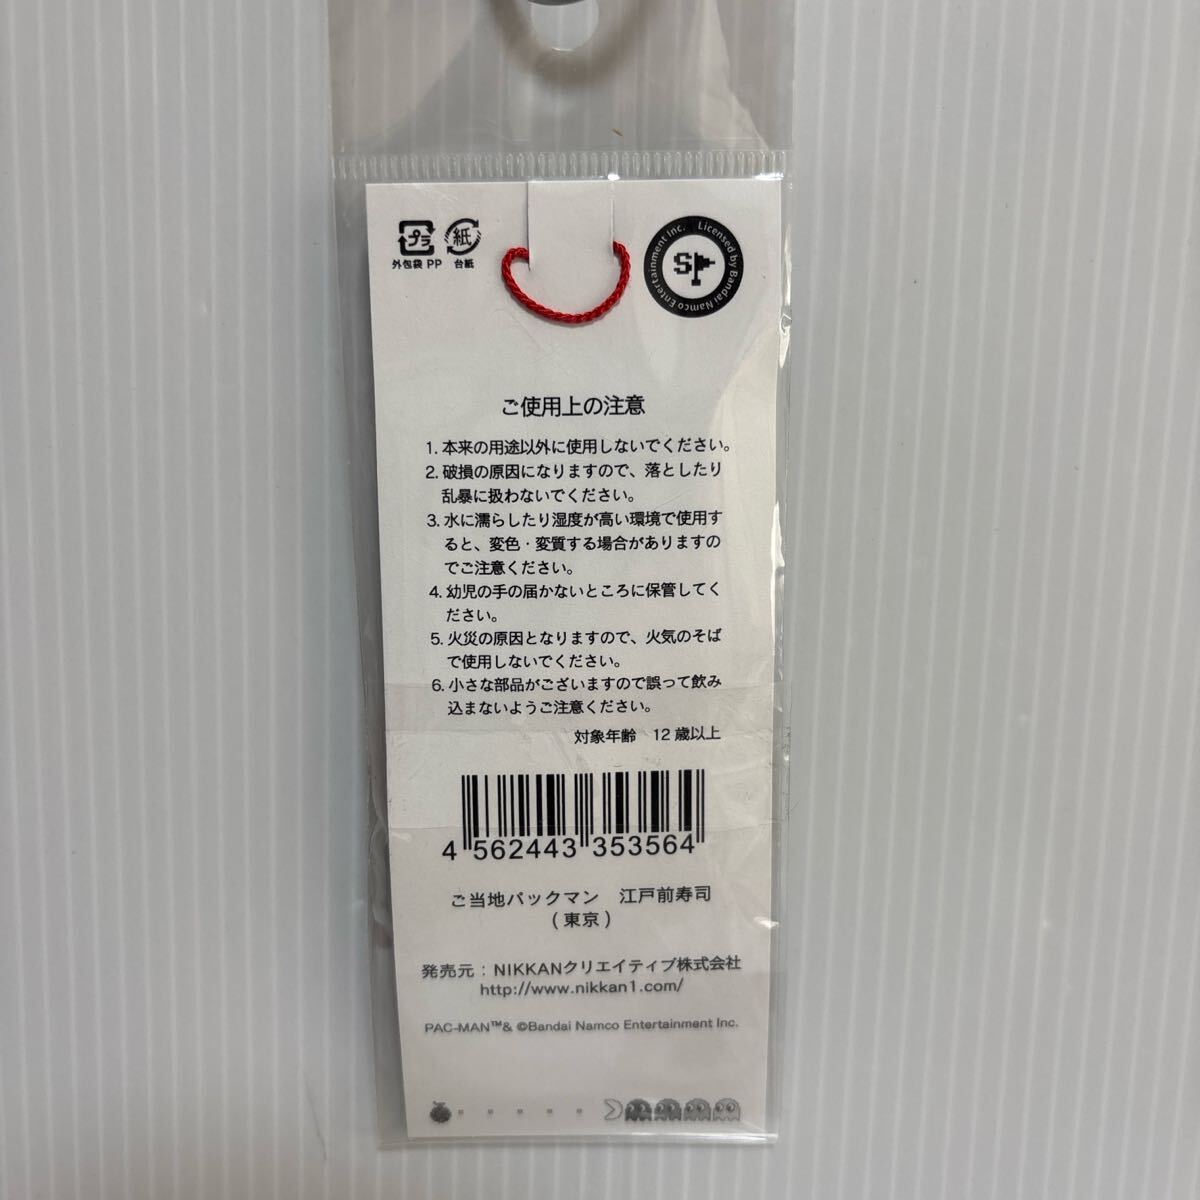 プラ
外包袋 PP
紙
台紙
Licensed by Bandai Namco Entertainment Inc.
S
ご使用上の注意
1. 本来の用途以外に使用しないでください。
2. 破損の原因になりますので、落としたり
乱暴に扱わないでください。
3. 水に濡らしたり湿度が高い環境で使用す
ると、変色・変質する場合がありますの
でご注意ください。
4. 幼児の手の届かないところに保管してく
ださい。
5. 火災の原因となりますので、火気のそば
で使用しないでください。
6. 小さな部品がございますので誤って飲み
込まないようご注意ください。
対象年齢　12 歳以上
4 562443 353564
ご当地パックマン　江戸前寿司
(東京)
発売元：NIKKANクリエイティブ株式会社
http://www.nikkan1.com/
PAC-MAN™& ©Bandai Namco Entertainment Inc.